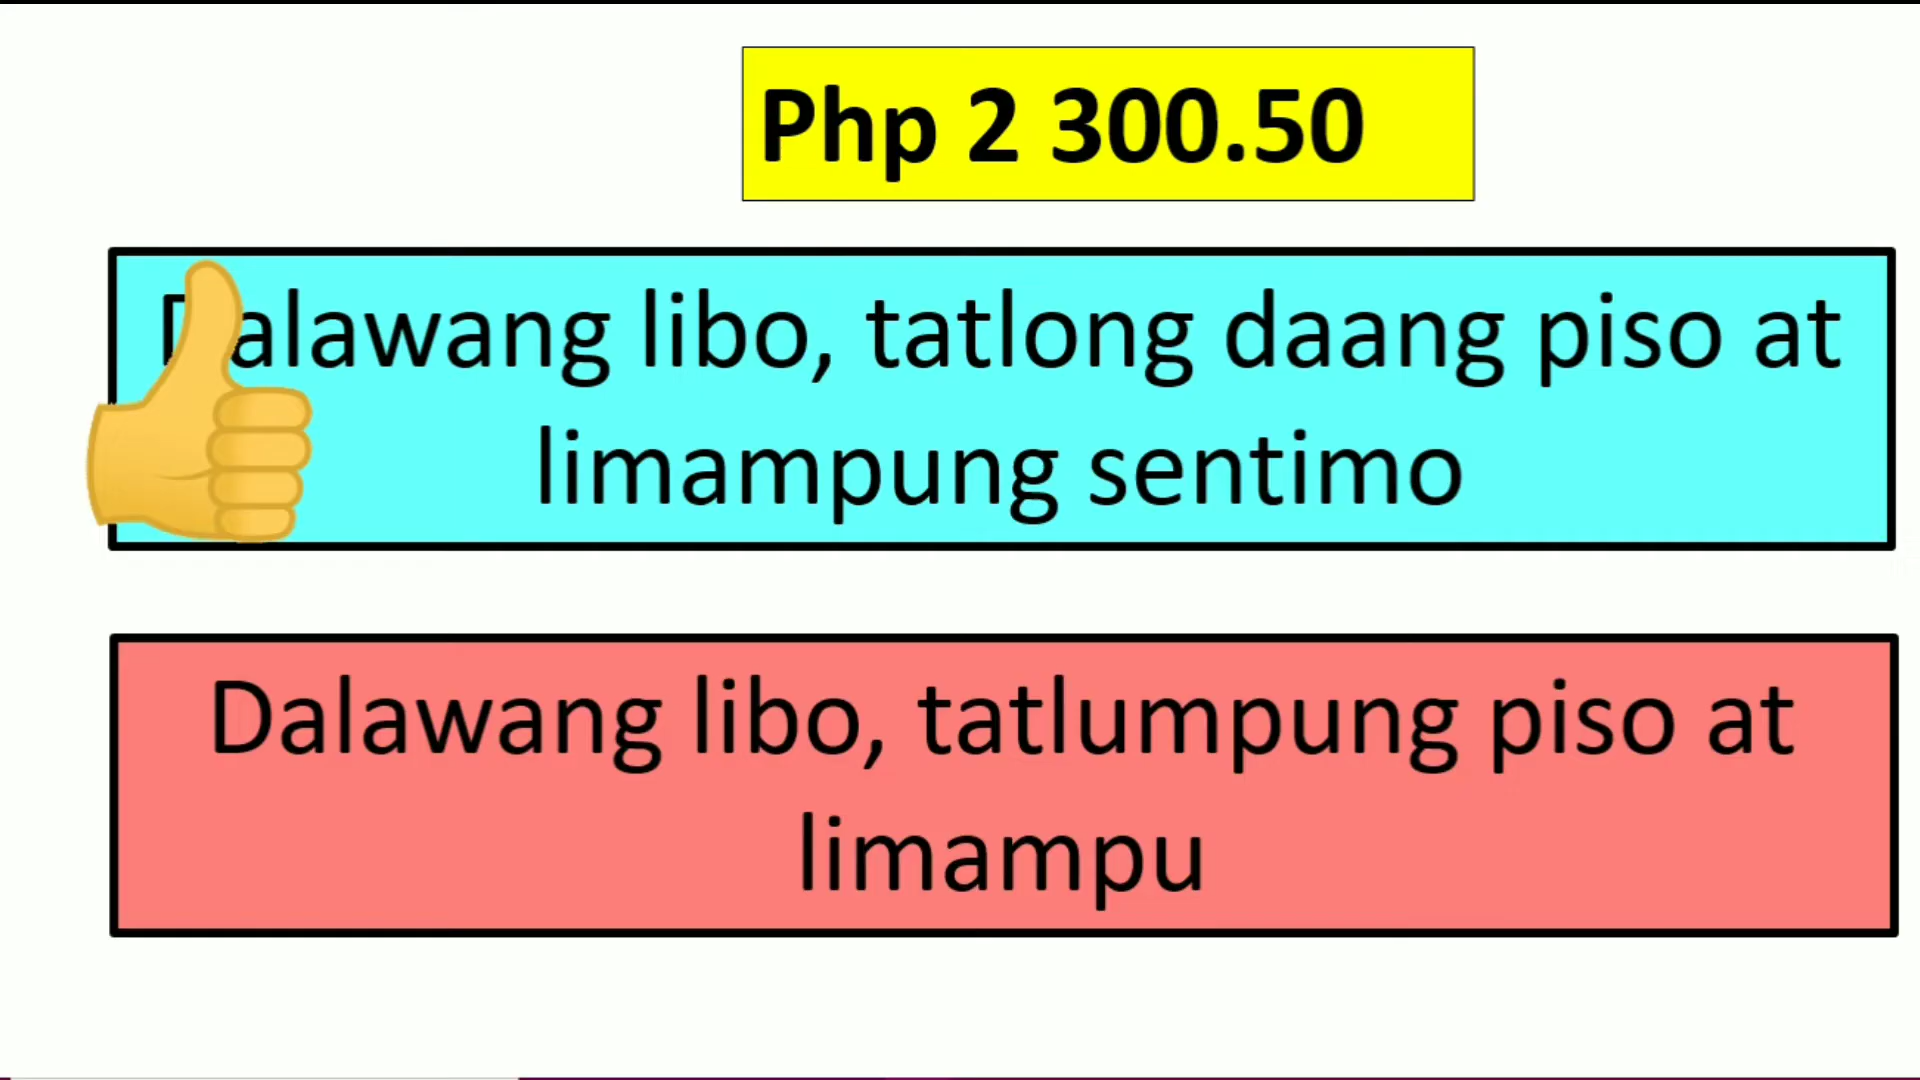 Php 2 300.50
Dalawang libo, tatlong daang piso at
limampung sentimo
Dalawang libo, tatlumpung piso at
limampu